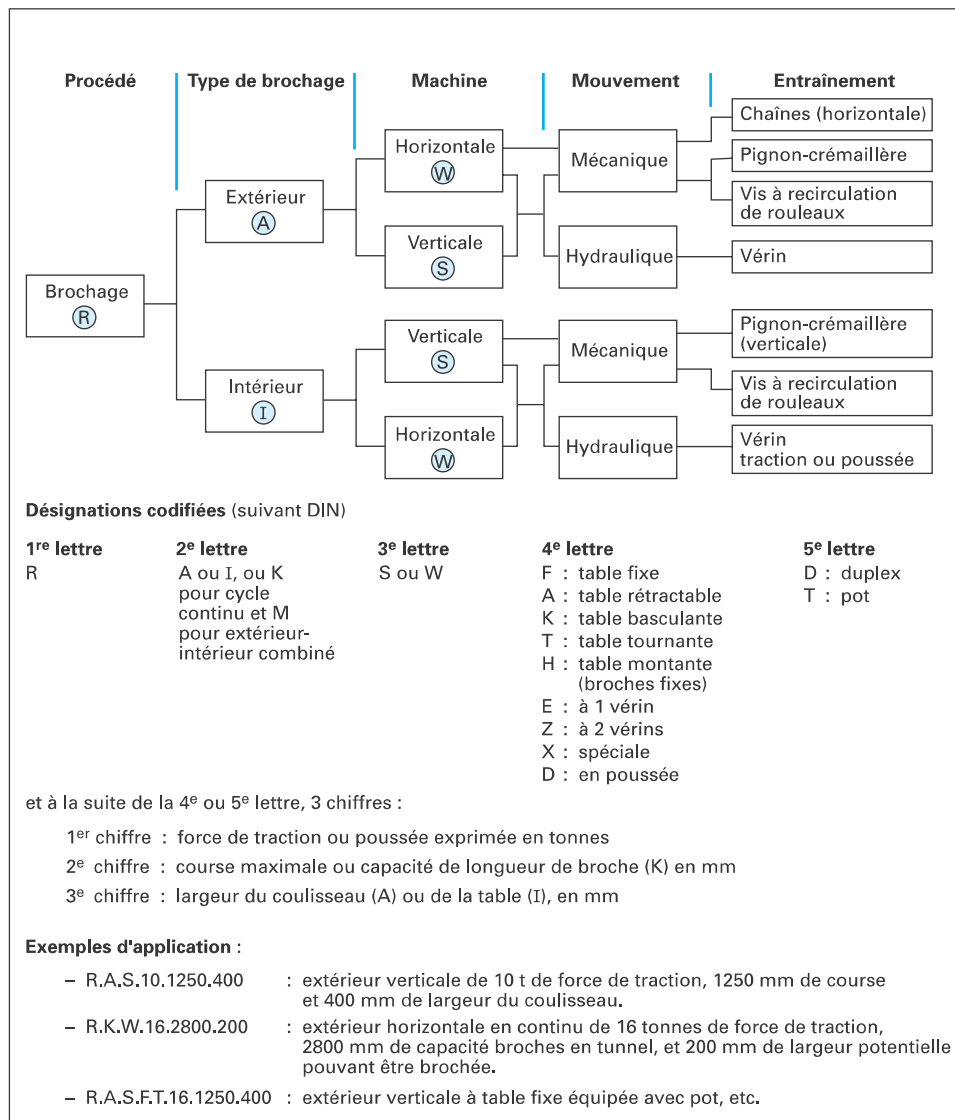 Procédé Type de brochage Machine Mouvement Entraînement
Chaînes (horizontale)
Horizontale
W
Mécanique
Pignon-crémaillère
Extérieur
A
Vis à recirculation
de rouleaux
Verticale
S
Hydraulique
Vérin
Brochage
R
Verticale
S
Mécanique
Pignon-crémaillère
(verticale)
Intérieur
I
Vis à recirculation
de rouleaux
Horizontale
W
Hydraulique
Vérin
traction ou poussée
Désignations codifiées (suivant DIN)
1re lettre
R
2e lettre
A ou I, ou K
pour cycle
continu et M
pour extérieur-
intérieur combiné
3e lettre
S ou W
4e lettre
F : table fixe
A : table rétractable
K : table basculante
T : table tournante
H : table montante
(broches fixes)
E : à 1 vérin
Z : à 2 vérins
X : spéciale
D : en poussée
5e lettre
D : duplex
T : pot
et à la suite de la 4e ou 5e lettre, 3 chiffres :
1er chiffre : force de traction ou poussée exprimée en tonnes
2e chiffre : course maximale ou capacité de longueur de broche (K) en mm
3e chiffre : largeur du coulisseau (A) ou de la table (I), en mm
Exemples d'application :
– R.A.S.10.1250.400 : extérieur verticale de 10 t de force de traction, 1250 mm de course
et 400 mm de largeur du coulisseau.
– R.K.W.16.2800.200 : extérieur horizontale en continu de 16 tonnes de force de traction,
2800 mm de capacité broches en tunnel, et 200 mm de largeur potentielle
pouvant être brochée.
– R.A.S.F.T.16.1250.400 : extérieur verticale à table fixe équipée avec pot, etc.